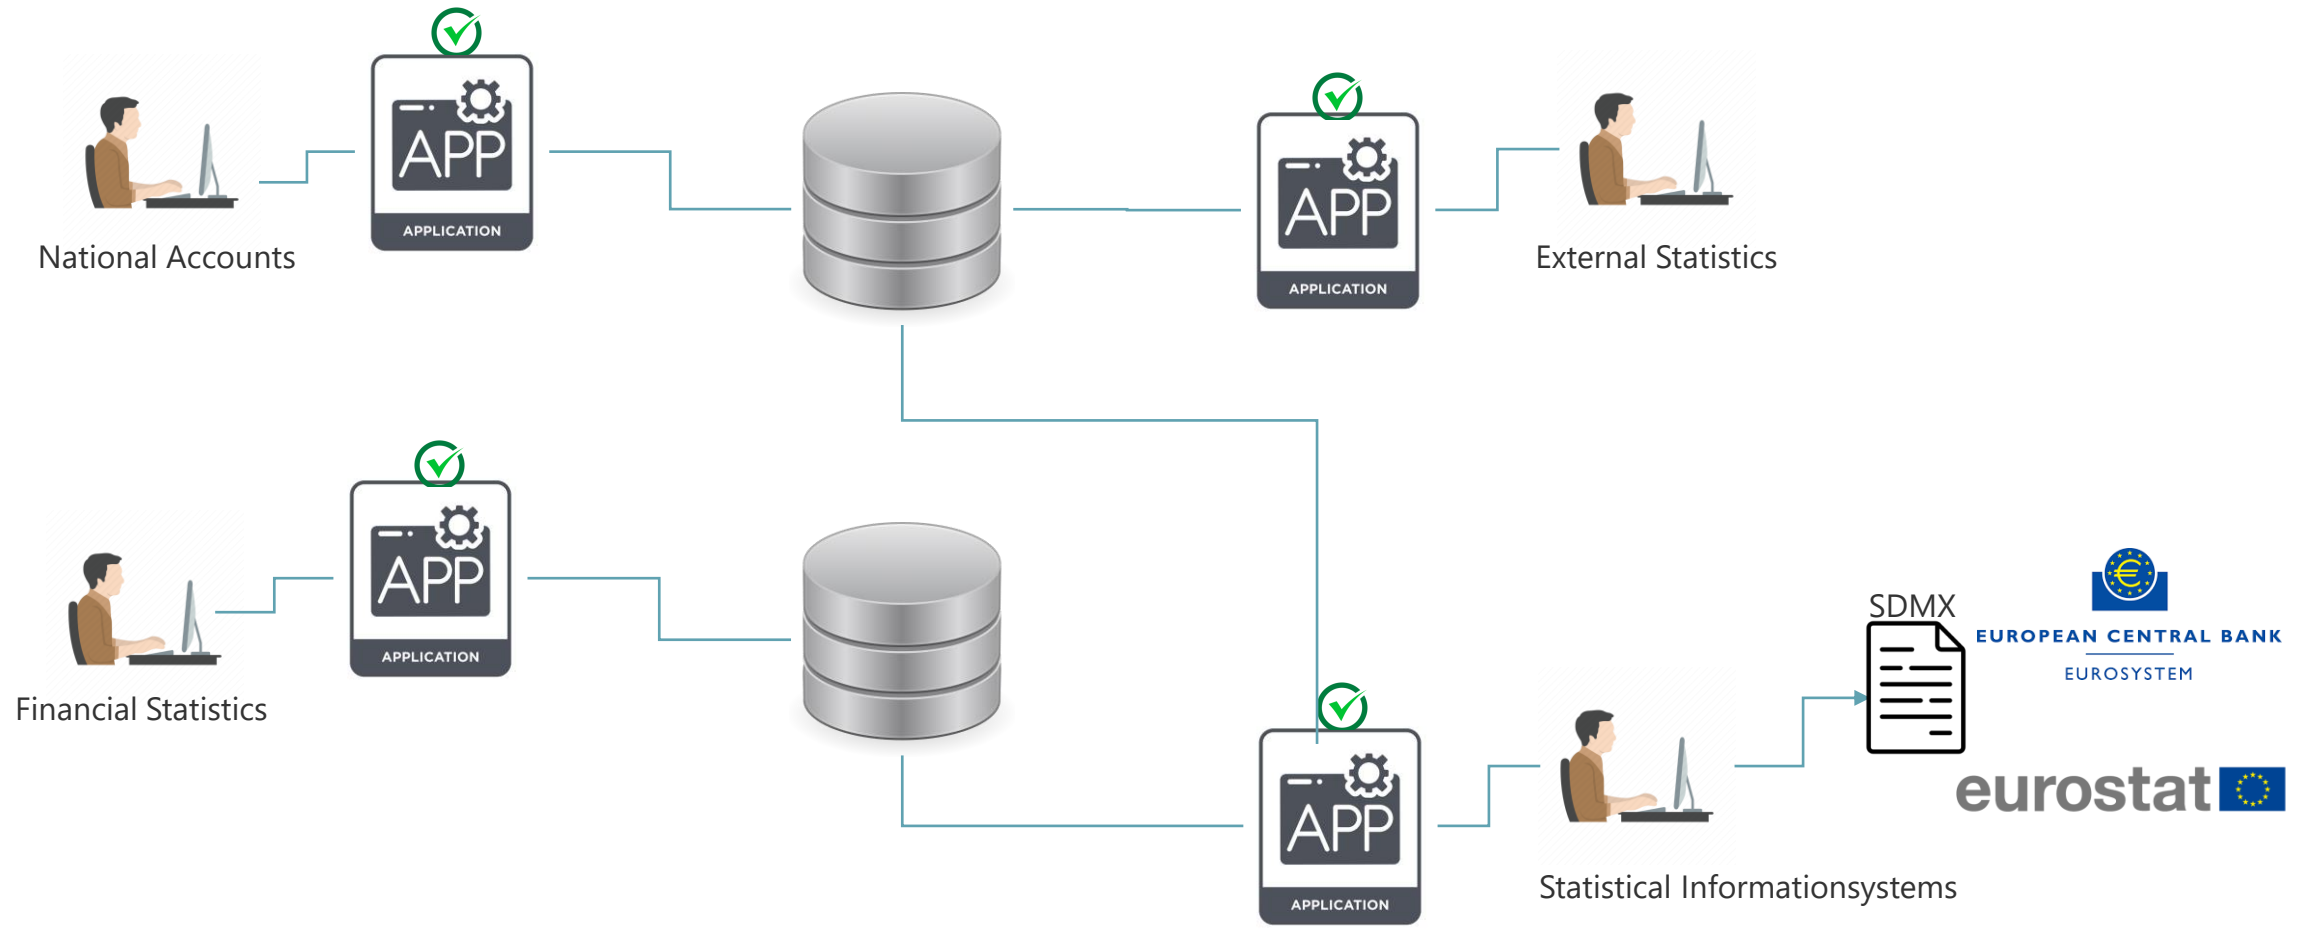 APP
APPLICATION
National Accounts
APP
APPLICATION
External Statistics
APP
APPLICATION
Financial Statistics
SDMX
EUROPEAN CENTRAL BANK
EUROSYSTEM
eurostat
APP
APPLICATION
Statistical Informationsystems